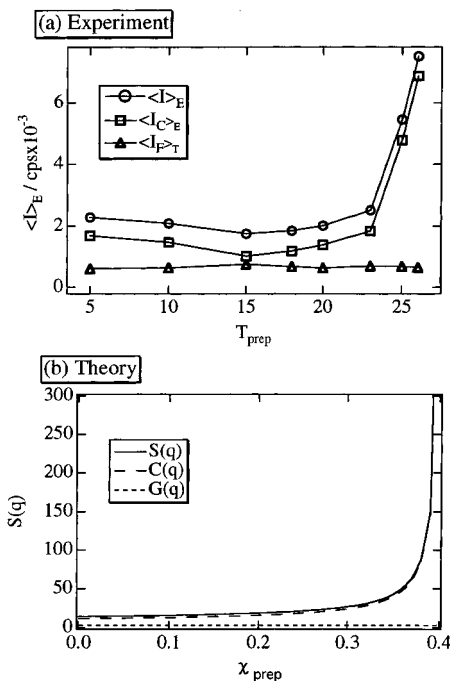 (a) Experiment
<I>E / cpsx10-3
6
4
2
0
<I>E
<IC>E
<IF>T
5
10
15
20
25
Tprep
(b) Theory
S(q)
300
250
200
150
100
50
0
S(q)
C(q)
G(q)
0.0
0.1
0.2
0.3
0.4
χ prep